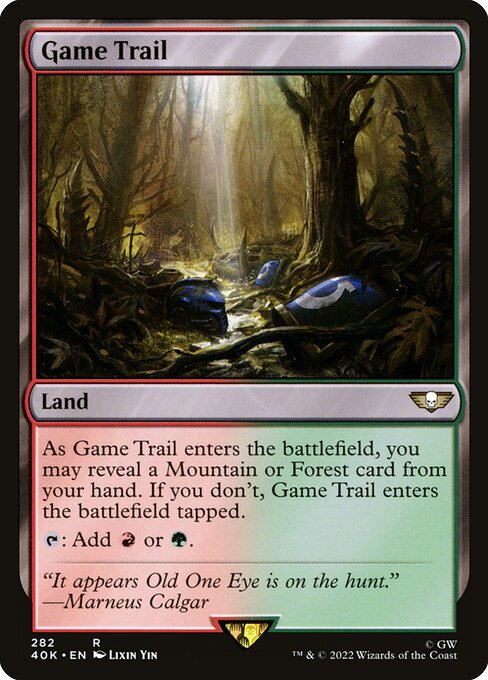 Game Trail
Land
As Game Trail enters the battlefield, you
may reveal a Mountain or Forest card from
your hand. If you don't, Game Trail enters
the battlefield tapped.
: Add or .
“It appears Old One Eye is on the hunt.”
—Marneus Calgar
282 R
40K • EN Lixin Yin
© GW
™ & © 2022 Wizards of the Coast